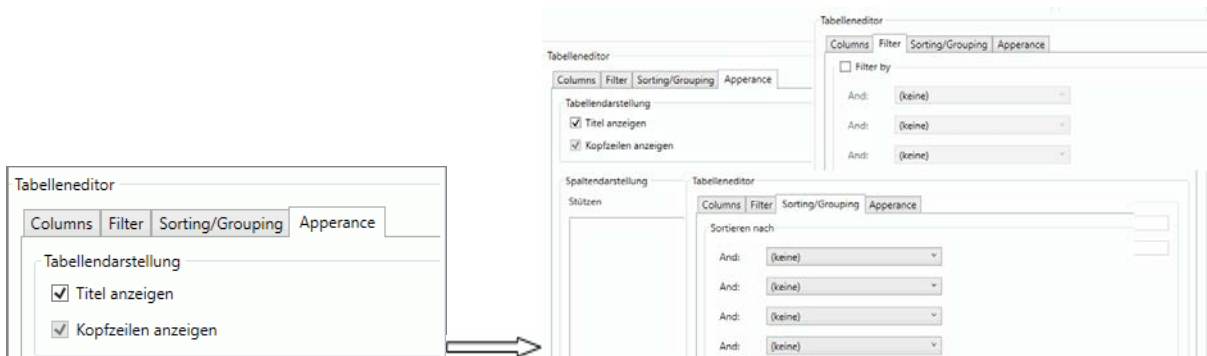 Tabelleneditor
Columns Filter Sorting/Grouping Apperance
Tabellendarstellung
Titel anzeigen
Kopfzeilen anzeigen
Tabelleneditor
Columns Filter Sorting/Grouping Apperance
Tabellendarstellung
Titel anzeigen
Kopfzeilen anzeigen
Spaltendarstellung
Stützen
Tabelleneditor
Columns Filter Sorting/Grouping Apperance
Filter by
And: (keine)
And: (keine)
And: (keine)
Tabelleneditor
Columns Filter Sorting/Grouping Apperance
Sortieren nach
And: (keine)
And: (keine)
And: (keine)
And: (keine)